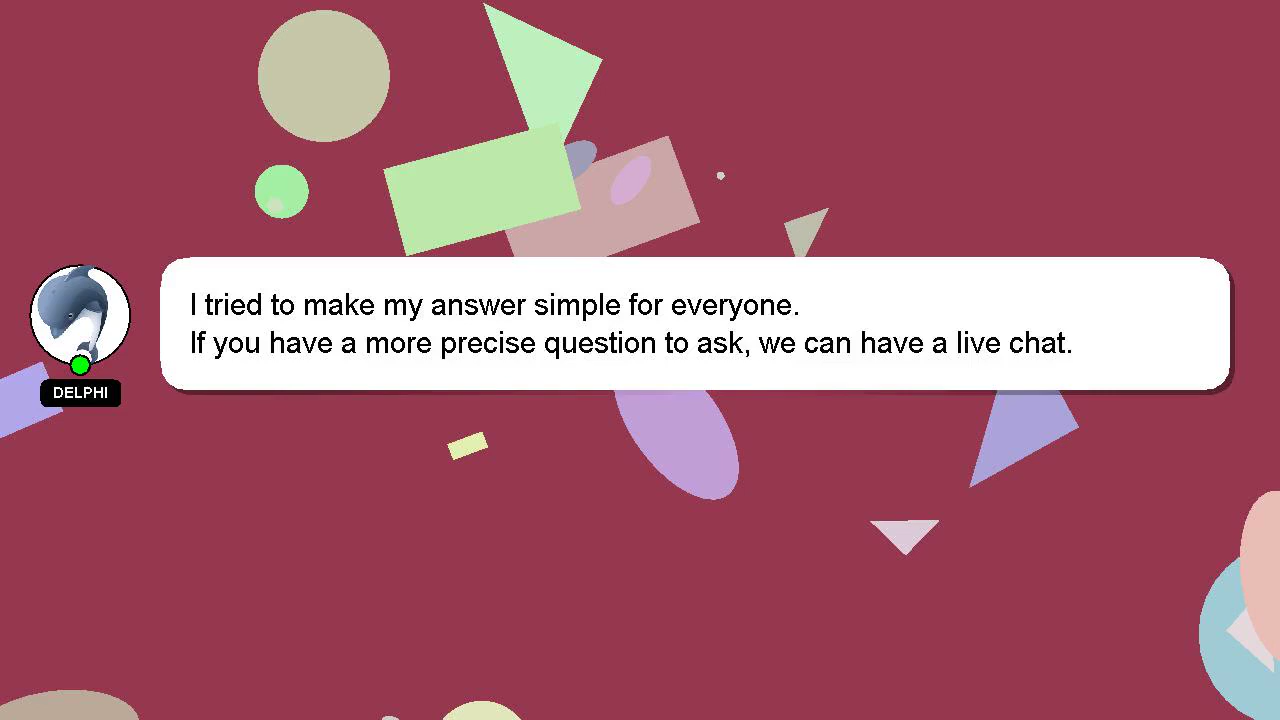 I tried to make my answer simple for everyone.
If you have a more precise question to ask, we can have a live chat.
DELPHI